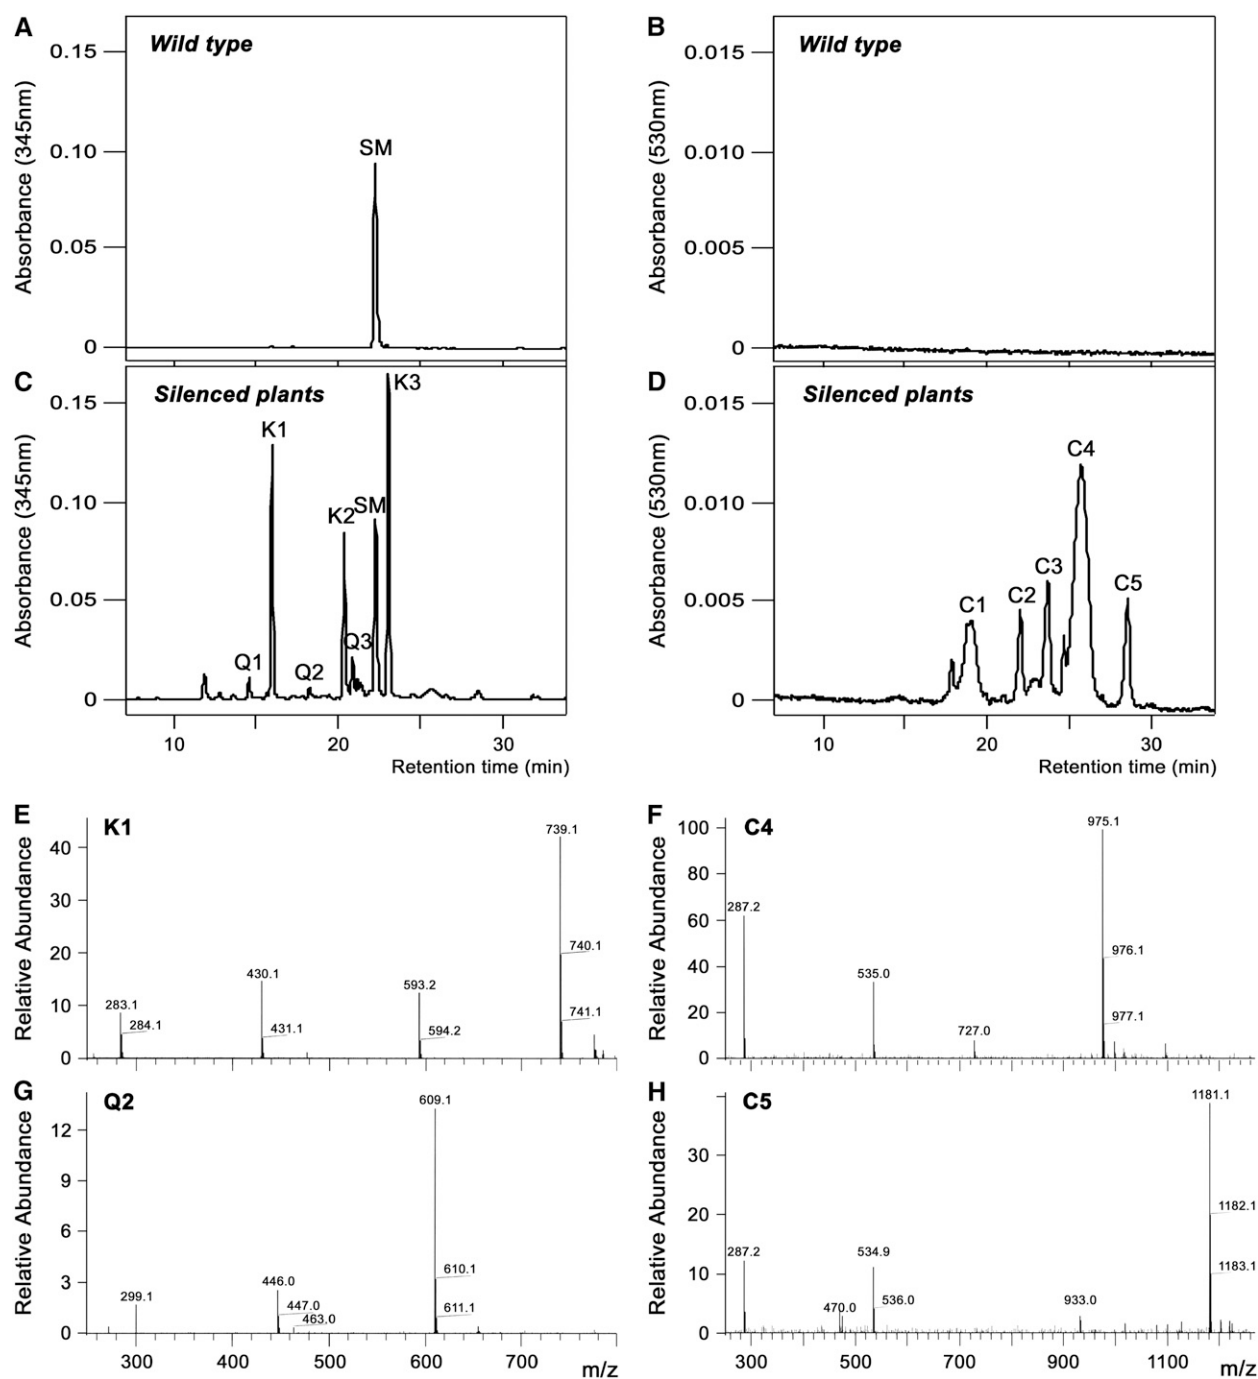 A
Wild type
Absorbance (345nm)
0.15
0.10
0.05
0
SM
B
Wild type
Absorbance (530nm)
0.015
0.010
0.005
0
C
Silenced plants
Absorbance (345nm)
0.15
0.10
0.05
0
Q1
K1
Q2
K2
Q3
SM
K3
10
20
30
Retention time (min)
D
Silenced plants
Absorbance (530nm)
0.015
0.010
0.005
0
C1
C2
C3
C4
C5
10
20
30
Retention time (min)
E
K1
Relative Abundance
40
30
20
10
0
283.1
284.1
430.1
431.1
593.2
594.2
739.1
740.1
741.1
F
C4
Relative Abundance
100
80
60
40
20
0
287.2
535.0
727.0
975.1
976.1
977.1
G
Q2
Relative Abundance
12
9
6
3
0
299.1
446.0
447.0
463.0
609.1
610.1
611.1
300
400
500
600
700
m/z
H
C5
Relative Abundance
30
20
10
0
287.2
470.0
534.9
536.0
933.0
1181.1
1182.1
1183.1
300
500
700
900
1100
m/z